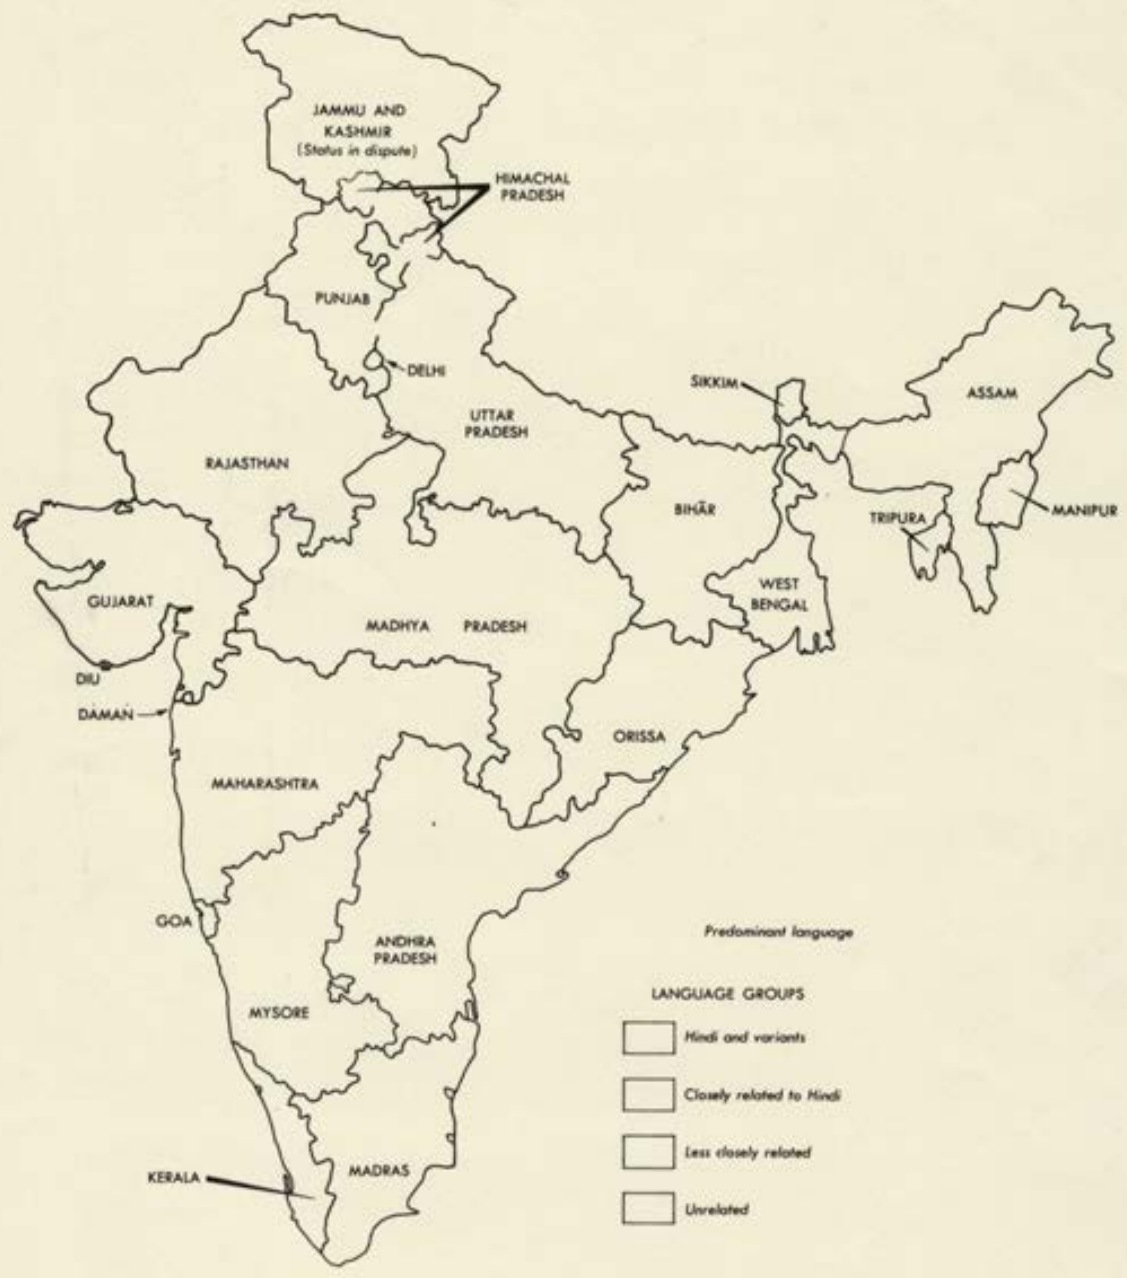 JAMMU AND
KASHMIR
(Status in dispute)
HIMACHAL
PRADESH
PUNJAB
DELHI
SIKKIM
ASSAM
UTTAR
PRADESH
RAJASTHAN
BIHĀR
TRIPURA
MANIPUR
GUJARAT
WEST
BENGAL
MADHYA PRADESH
DIU
DAMAN
ORISSA
MAHARASHTRA
GOA
ANDHRA
PRADESH
MYSORE
KERALA
MADRAS
Predominant language
LANGUAGE GROUPS
Hindi and variants
Closely related to Hindi
Less closely related
Unrelated